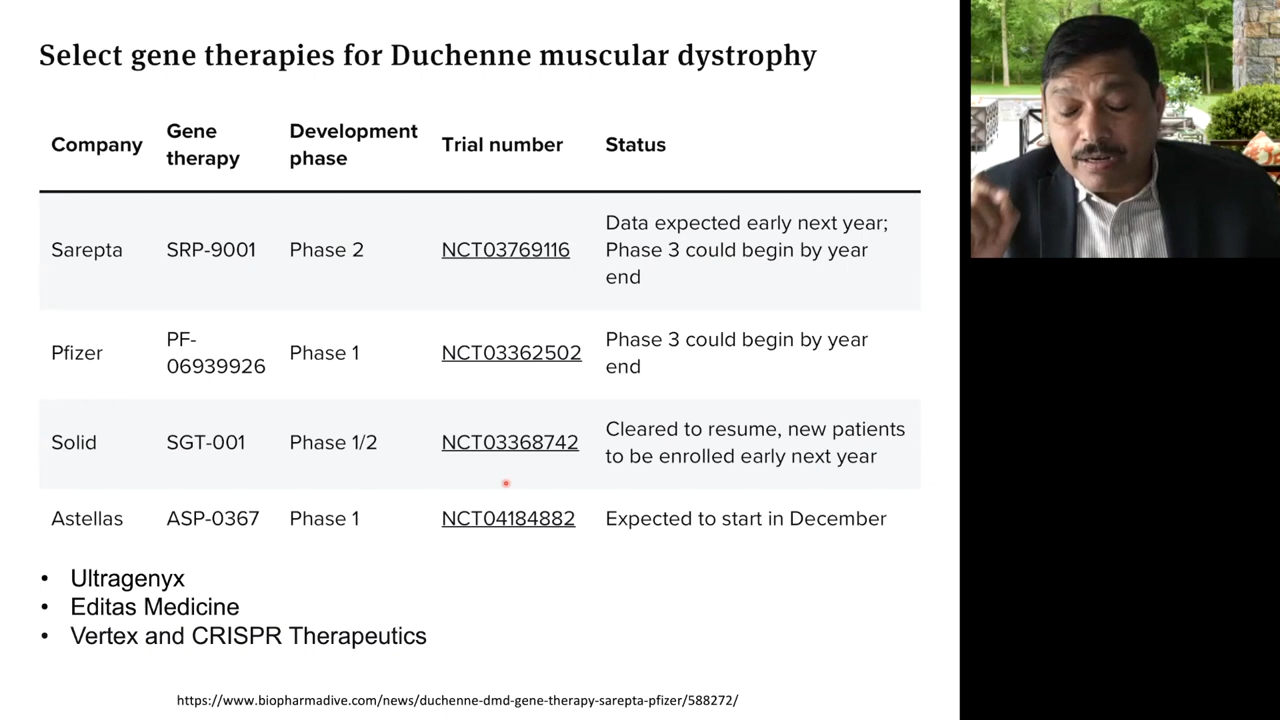 Select gene therapies for Duchenne muscular dystrophy
Company Gene therapy Development phase Trial number Status
Sarepta SRP-9001 Phase 2 NCT03769116 Data expected early next year; Phase 3 could begin by year end
Pfizer PF-06939926 Phase 1 NCT03362502 Phase 3 could begin by year end
Solid SGT-001 Phase 1/2 NCT03368742 Cleared to resume, new patients to be enrolled early next year
Astellas ASP-0367 Phase 1 NCT04184882 Expected to start in December
• Ultragenyx
• Editas Medicine
• Vertex and CRISPR Therapeutics
https://www.biopharmadive.com/news/duchenne-dmd-gene-therapy-sarepta-pfizer/588272/